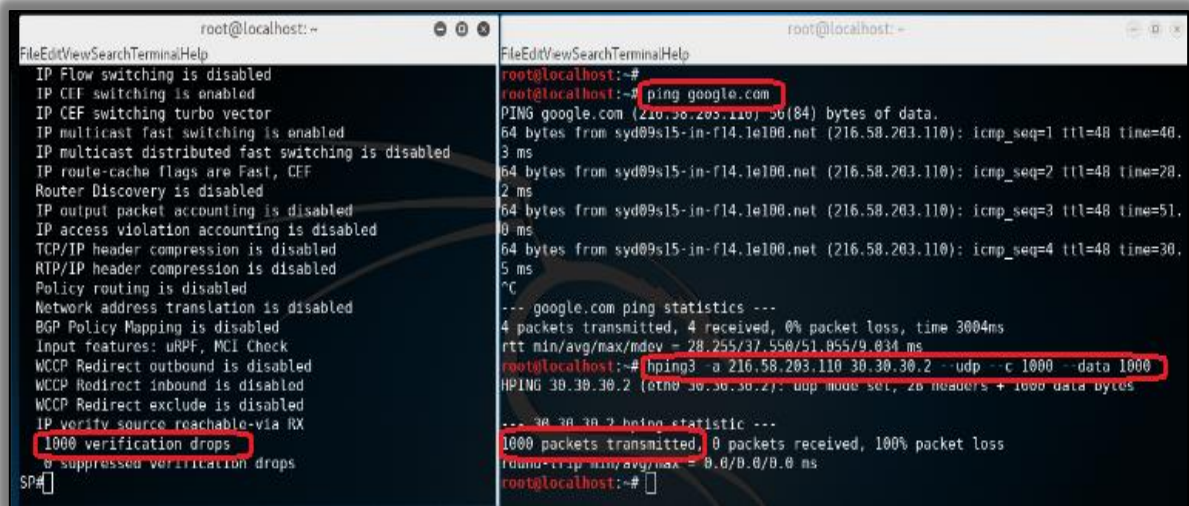 root@localhost: ~
FileEditViewSearchTerminalHelp
IP Flow switching is disabled
IP CEF switching is enabled
IP CEF switching turbo vector
IP multicast fast switching is enabled
IP multicast distributed fast switching is disabled
IP route-cache flags are Fast, CEF
Router Discovery is disabled
IP output packet accounting is disabled
IP access violation accounting is disabled
TCP/IP header compression is disabled
RTP/IP header compression is disabled
Policy routing is disabled
Network address translation is disabled
BGP Policy Mapping is disabled
Input features: uRPF, MCI Check
WCCP Redirect outbound is disabled
WCCP Redirect inbound is disabled
WCCP Redirect exclude is disabled
IP verify source reachable-via RX
1000 verification drops
0 suppressed verification drops
SP#
root@localhost: ~
FileEditViewSearchTerminalHelp
root@localhost:~#
root@localhost:~# ping google.com
PING google.com (216.58.203.110) 56(84) bytes of data.
64 bytes from syd09s15-in-f14.1e100.net (216.58.203.110): icmp_seq=1 ttl=48 time=40.
3 ms
64 bytes from syd09s15-in-f14.1e100.net (216.58.203.110): icmp_seq=2 ttl=48 time=28.
2 ms
64 bytes from syd09s15-in-f14.1e100.net (216.58.203.110): icmp_seq=3 ttl=48 time=51.
0 ms
64 bytes from syd09s15-in-f14.1e100.net (216.58.203.110): icmp_seq=4 ttl=48 time=30.
5 ms
^C
--- google.com ping statistics ---
4 packets transmitted, 4 received, 0% packet loss, time 3004ms
rtt min/avg/max/mdev = 28.255/37.550/51.055/9.034 ms
root@localhost:~# hping3 -a 216.58.203.110 30.30.30.2 --udp --c 1000 --data 1000
HPING 30.30.30.2 (eth0 30.30.30.2): udp mode set, 28 headers + 1000 data bytes
--- 30.30.30.2 hping statistic ---
1000 packets transmitted, 0 packets received, 100% packet loss
round-trip min/avg/max = 0.0/0.0/0.0 ms
root@localhost:~#